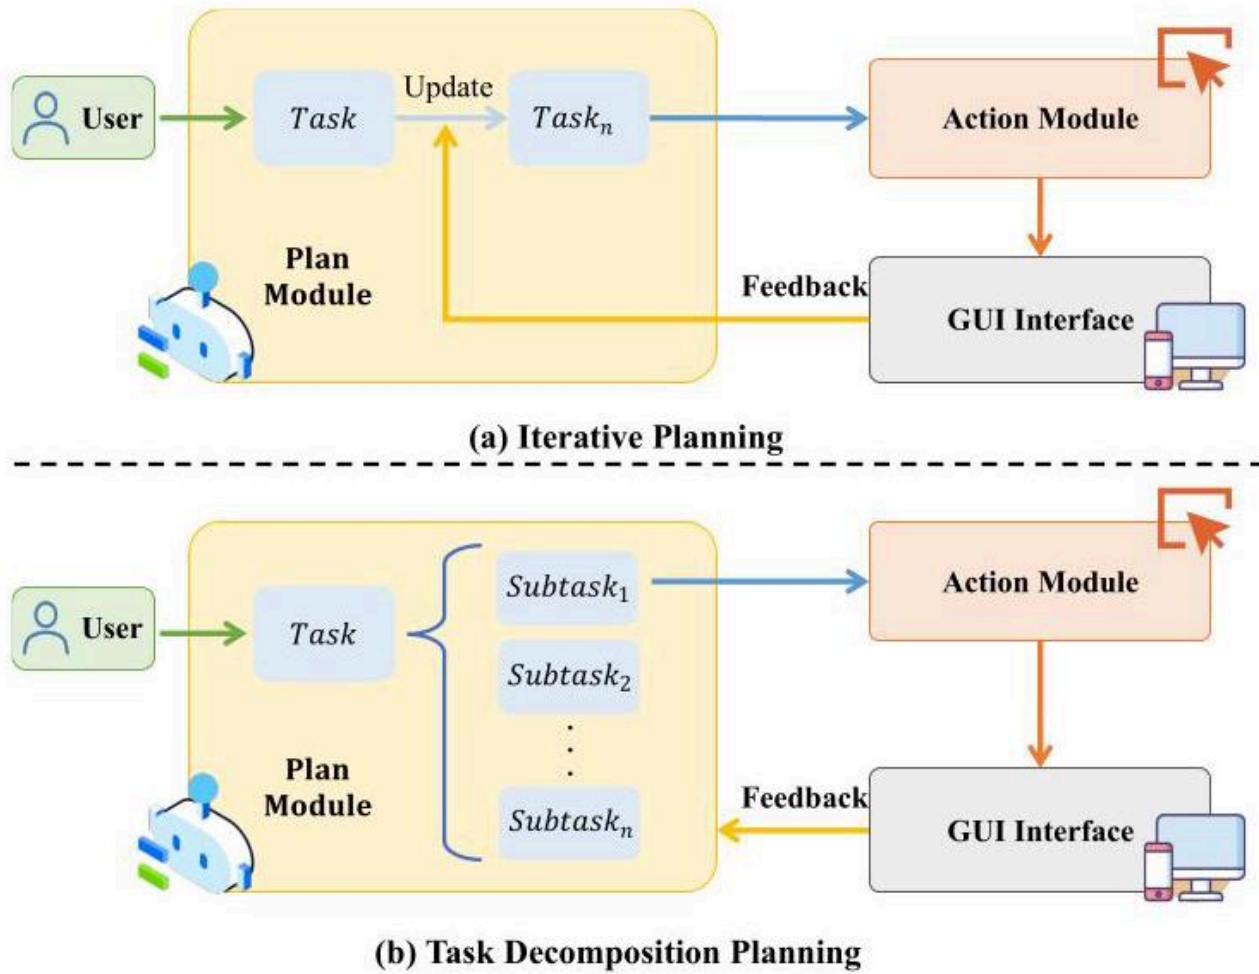 User
Task
Update
Task_n
Action Module
Plan
Module
Feedback
GUI Interface
(a) Iterative Planning
User
Task
Subtask_1
Subtask_2
Subtask_n
Action Module
Plan
Module
Feedback
GUI Interface
(b) Task Decomposition Planning